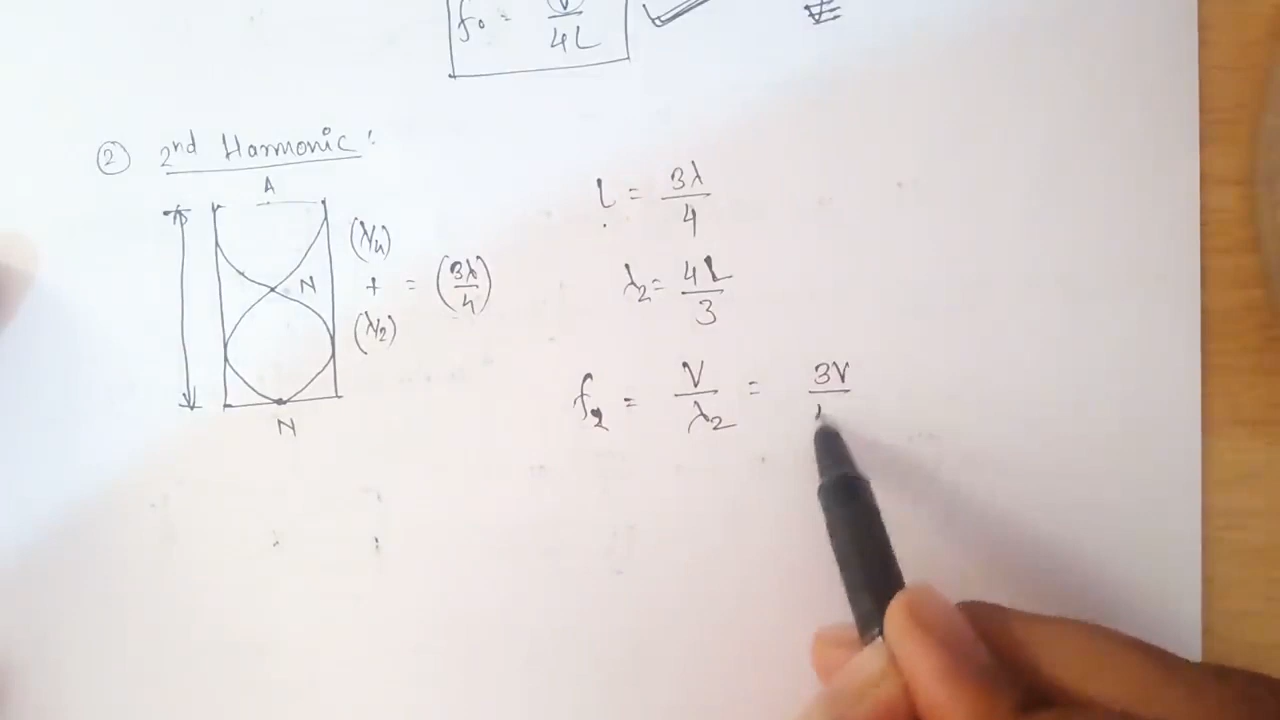 f₀ = V/4L
② 2nd Harmonic :
A
(λ/4)
N + = (3λ/4)
(λ/2)
N
l = 3λ/4
λ₂ = 4L/3
f₂ = V/λ₂ = 3V